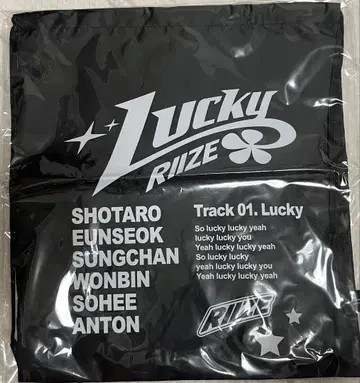 Lucky
RIIZE
SHOTARO
EUNSEOK
SUNGCHAN
WONBIN
SOHEE
ANTON
Track 01. Lucky
So lucky lucky yeah
lucky lucky you
Yeah lucky lucky yeah
So lucky lucky
yeah lucky lucky you
Yeah lucky lucky yeah
RIIZE